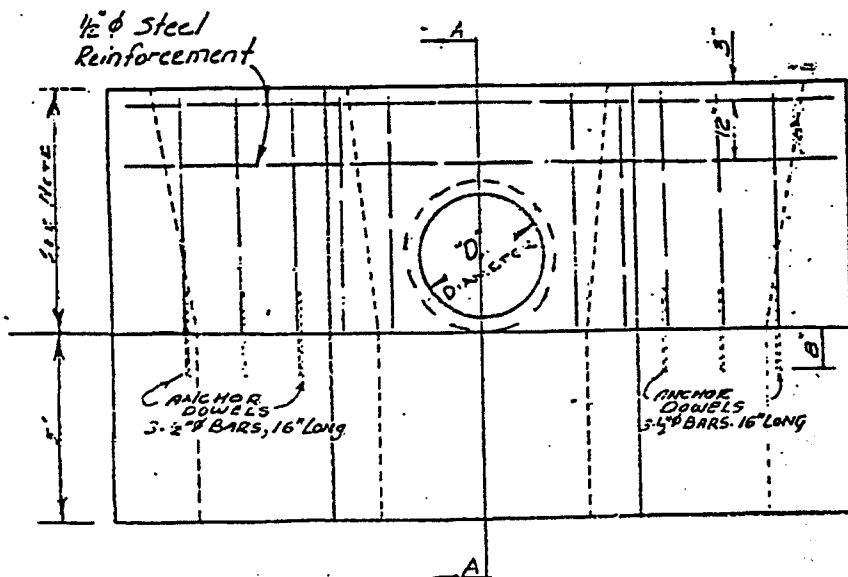 ½" φ Steel
Reinforcement
A
3"
12"
"D"
DIAMETER
8"
ANCHOR
DOWELS
3-½"φ BARS, 16" LONG
ANCHOR
DOWELS
3-½"φ BARS. 16" LONG
A